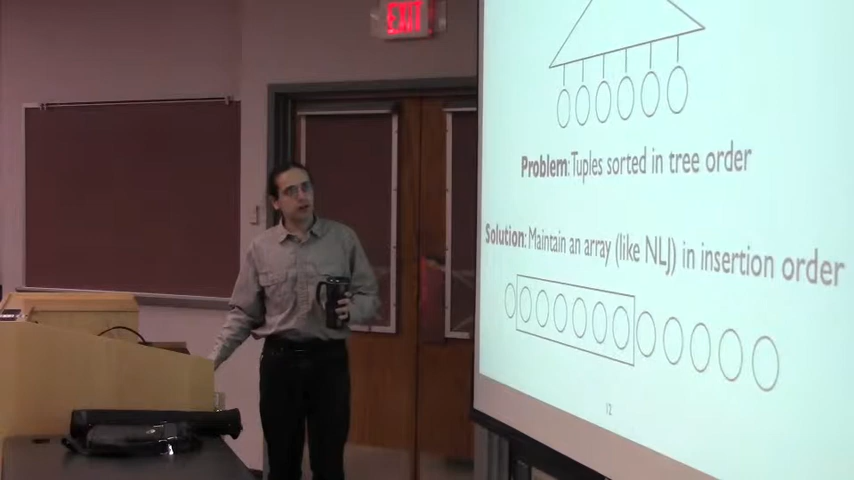 EXIT
Problem: Tuples sorted in tree order
Solution: Maintain an array (like NLJ) in insertion order
12